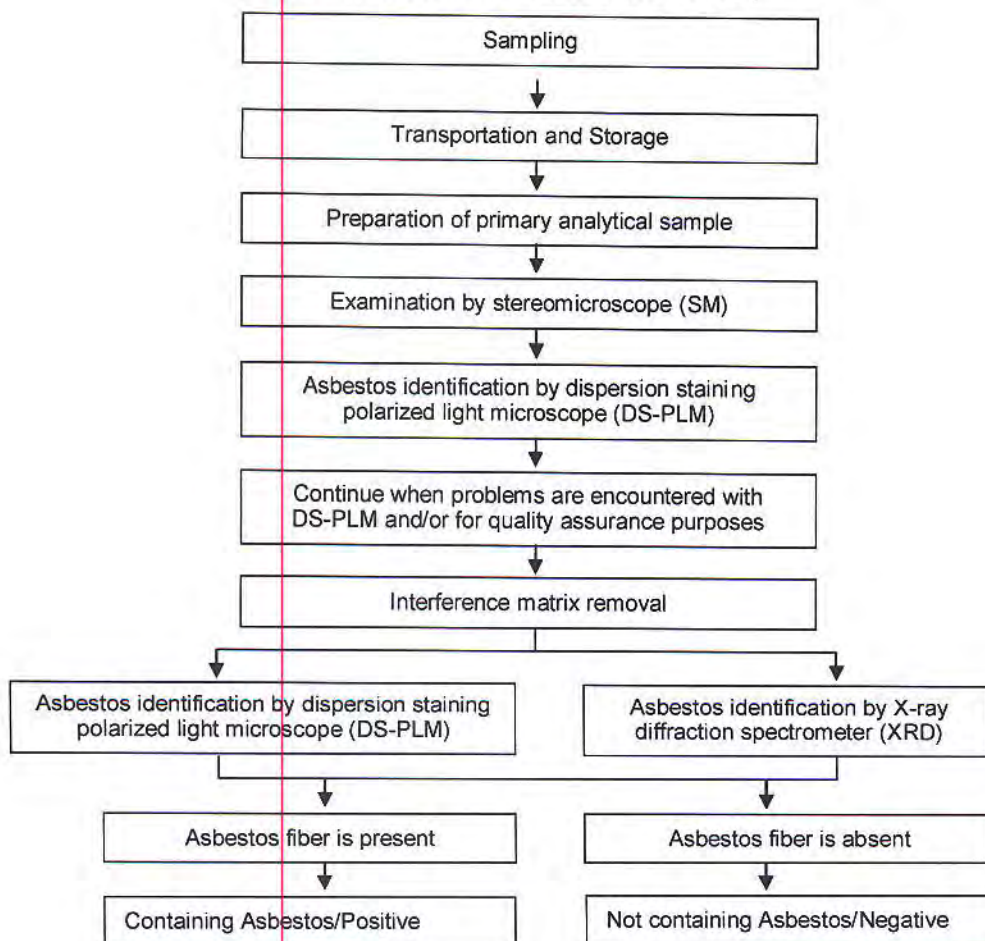 Sampling
Transportation and Storage
Preparation of primary analytical sample
Examination by stereomicroscope (SM)
Asbestos identification by dispersion staining
polarized light microscope (DS-PLM)
Continue when problems are encountered with
DS-PLM and/or for quality assurance purposes
Interference matrix removal
Asbestos identification by dispersion staining
polarized light microscope (DS-PLM)
Asbestos identification by X-ray
diffraction spectrometer (XRD)
Asbestos fiber is present
Asbestos fiber is absent
Containing Asbestos/Positive
Not containing Asbestos/Negative